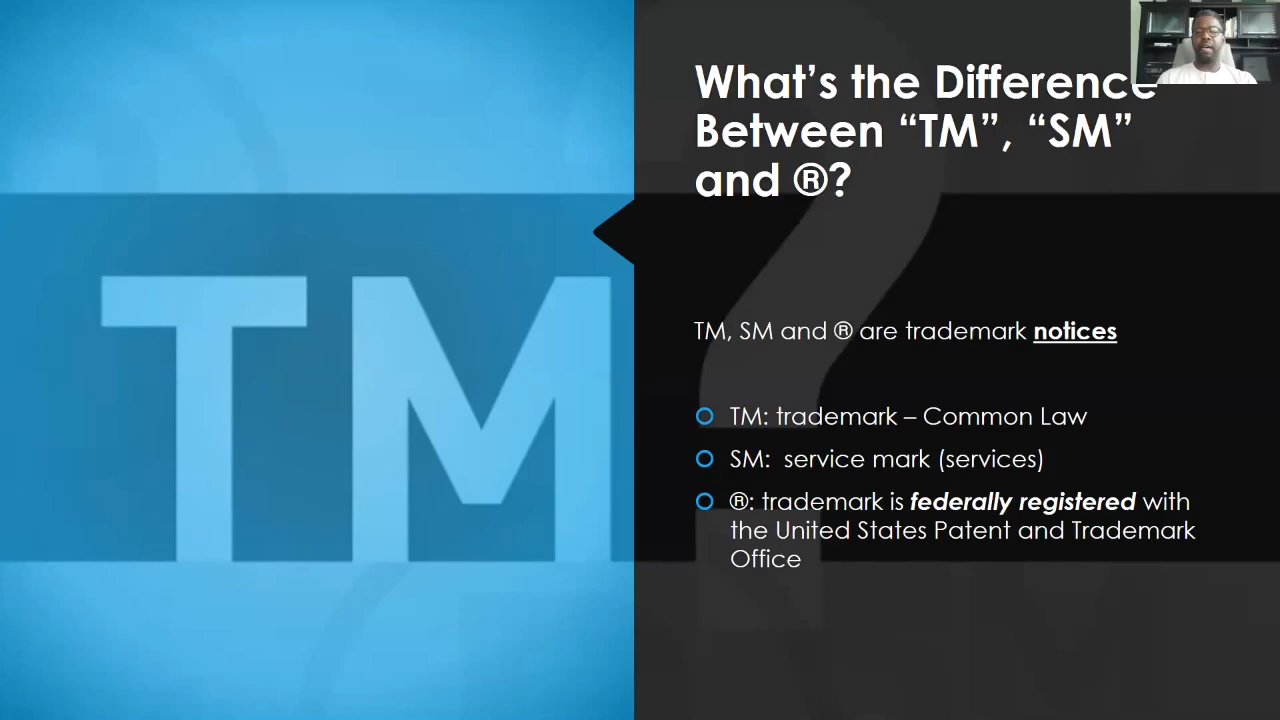 What's the Difference
Between “TM”, “SM”
and ®?
TM
TM, SM and ® are trademark notices
TM: trademark – Common Law
SM:  service mark (services)
®: trademark is federally registered with
the United States Patent and Trademark
Office